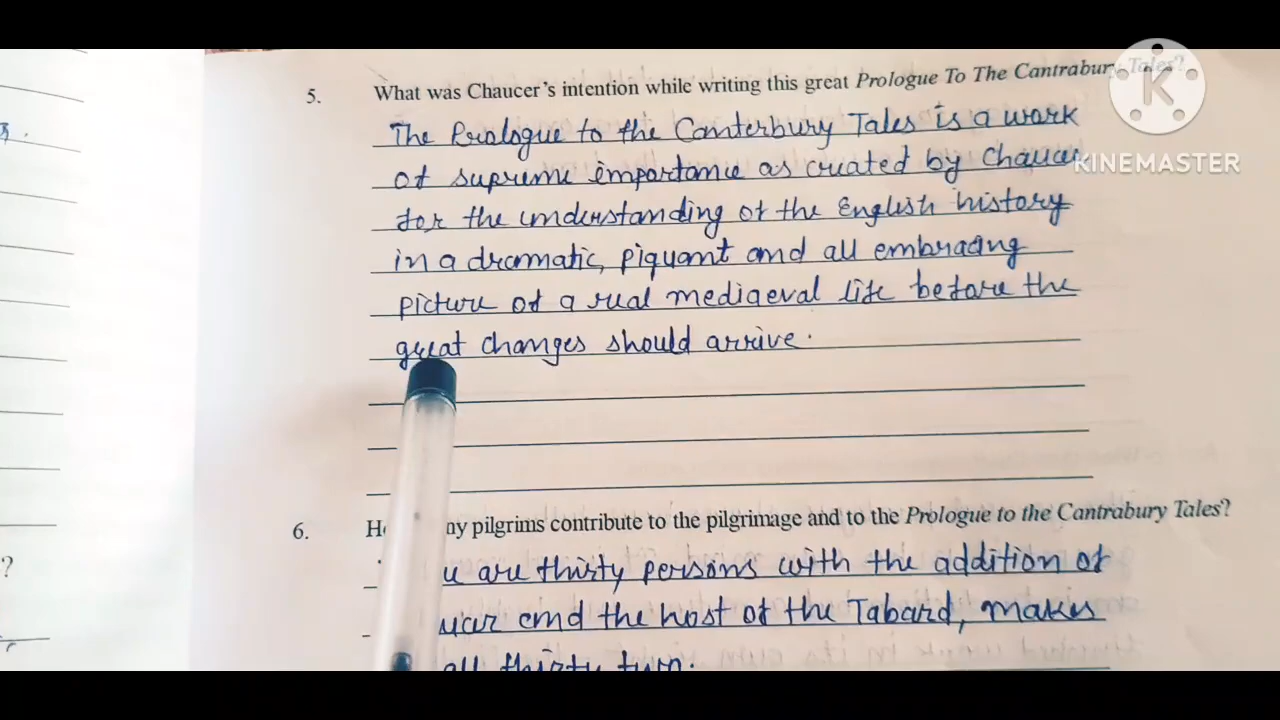 5. What was Chaucer's intention while writing this great Prologue To The Cantrabury Tales?
The Prologue to the Canterbury Tales is a work
of supreme importance as created by Chaucer
for the understanding of the English history
in a dramatic, piquant and all embracing
picture of a real mediaeval life before the
great changes should arrive.
KINEMASTER
6. ny pilgrims contribute to the pilgrimage and to the Prologue to the Cantrabury Tales?
are thirty persons with the addition of
and the host of the Tabard, makes
all thirty
?